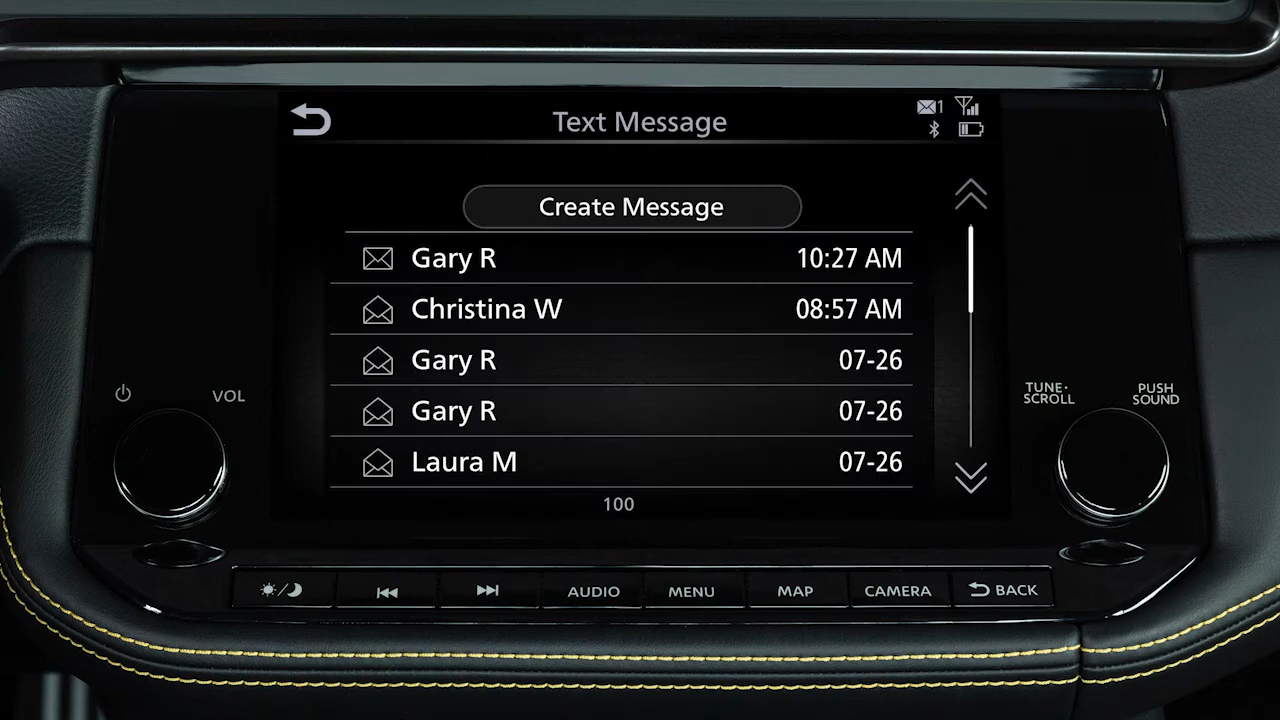 Text Message
1
Create Message
Gary R 10:27 AM
Christina W 08:57 AM
Gary R 07-26
Gary R 07-26
Laura M 07-26
100
VOL
TUNE·
SCROLL
PUSH
SOUND
AUDIO MENU MAP CAMERA BACK